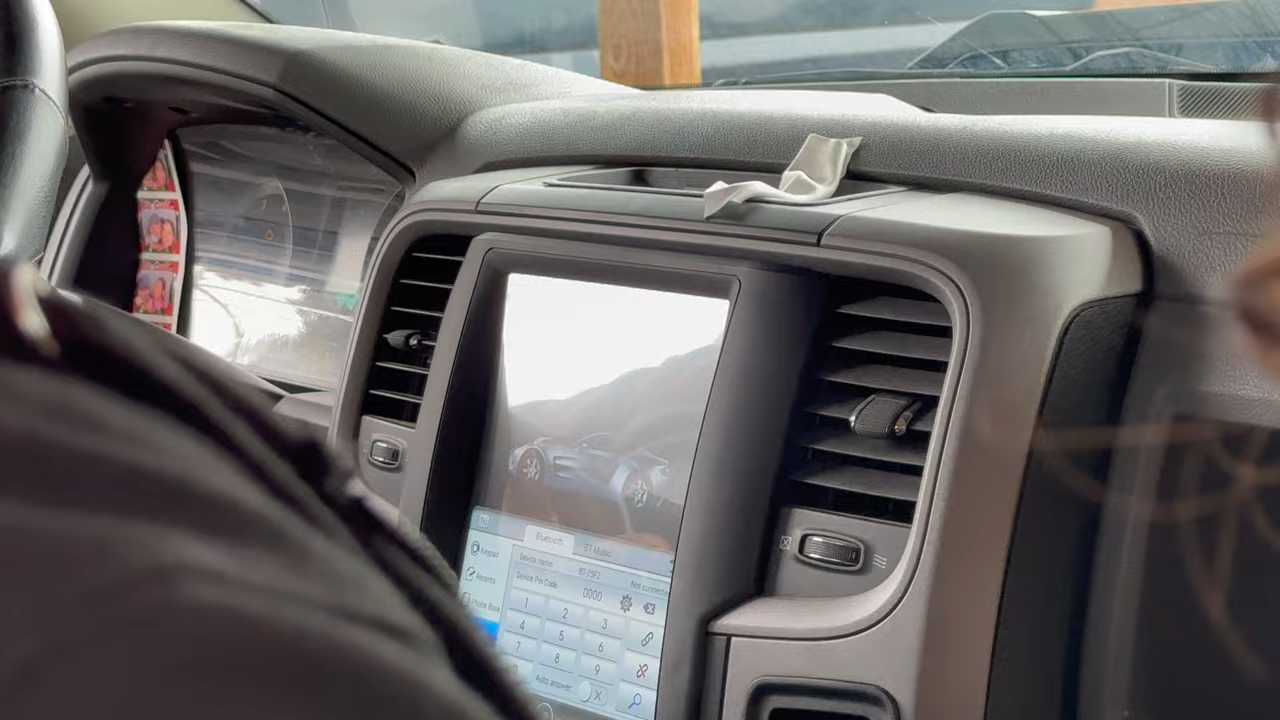 Bluetooth
BT Music
Keypad
Device name:
BT-75F2
Not connected
Recents
Device Pin Code
0000
Phone Book
1
2
3
4
5
6
7
8
9
Auto answer